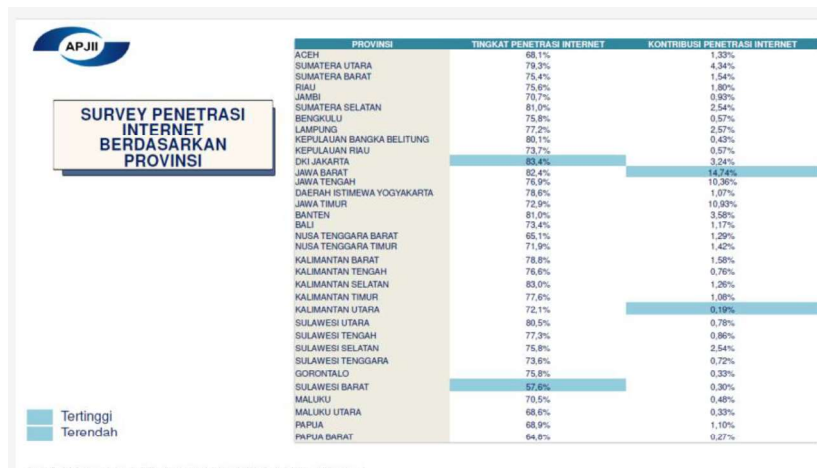 APJII
SURVEY PENETRASI
INTERNET
BERDASARKAN
PROVINSI
PROVINSI TINGKAT PENETRASI INTERNET KONTRIBUSI PENETRASI INTERNET
ACEH 68,1% 1,33%
SUMATERA UTARA 79,3% 4,34%
SUMATERA BARAT 75,4% 1,54%
RIAU 75,6% 1,80%
JAMBI 70,7% 0,93%
SUMATERA SELATAN 81,0% 2,54%
BENGKULU 75,8% 0,57%
LAMPUNG 77,2% 2,57%
KEPULAUAN BANGKA BELITUNG 80,1% 0,43%
KEPULAUAN RIAU 73,7% 0,57%
DKI JAKARTA 83,4% 3,24%
JAWA BARAT 82,4% 14,74%
JAWA TENGAH 76,9% 10,36%
DAERAH ISTIMEWA YOGYAKARTA 78,6% 1,07%
JAWA TIMUR 72,9% 10,93%
BANTEN 81,0% 3,58%
BALI 73,4% 1,17%
NUSA TENGGARA BARAT 65,1% 1,29%
NUSA TENGGARA TIMUR 71,9% 1,42%
KALIMANTAN BARAT 78,8% 1,58%
KALIMANTAN TENGAH 76,6% 0,76%
KALIMANTAN SELATAN 83,0% 1,26%
KALIMANTAN TIMUR 77,6% 1,08%
KALIMANTAN UTARA 72,1% 0,19%
SULAWESI UTARA 80,5% 0,78%
SULAWESI TENGAH 77,3% 0,86%
SULAWESI SELATAN 75,8% 2,54%
SULAWESI TENGGARA 73,6% 0,72%
GORONTALO 75,8% 0,33%
SULAWESI BARAT 57,6% 0,30%
MALUKU 70,5% 0,48%
MALUKU UTARA 68,6% 0,33%
PAPUA 68,9% 1,10%
PAPUA BARAT 64,8% 0,27%
Tertinggi
Terendah